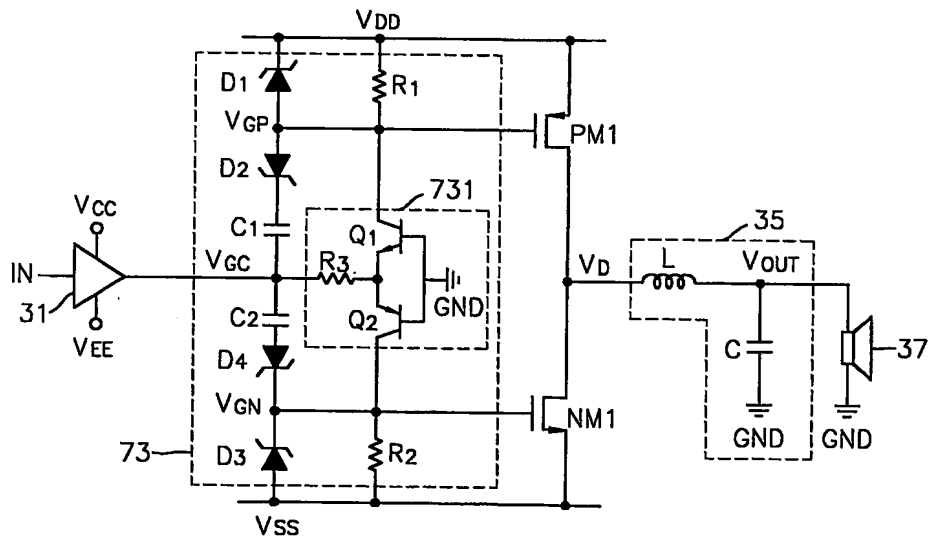 VDD
D1
R1
VGP
PM1
D2
731
VCC
C1
Q1
35
IN
VGC
R3
VD
L
VOUT
31
GND
C2
Q2
VEE
D4
C
37
VGN
NM1
GND
GND
73
D3
R2
VSS